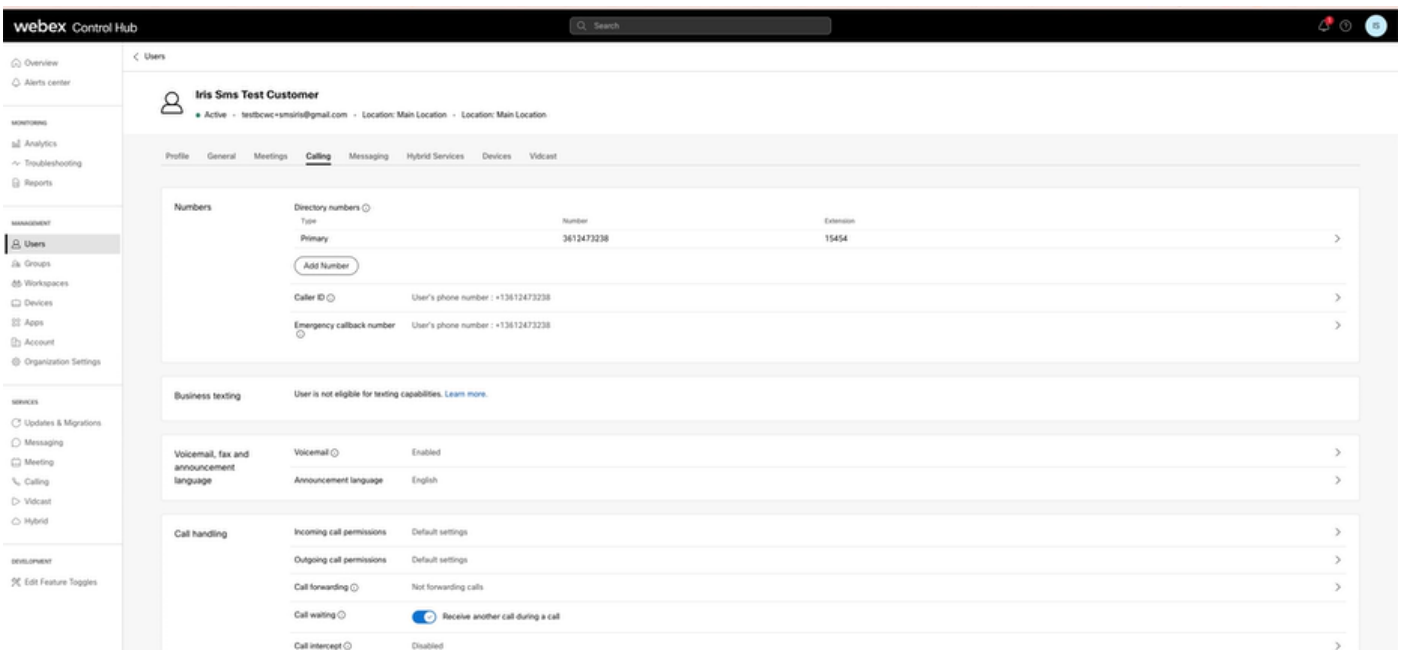 webex Control Hub
Search
IS
Overview
Alerts center
MONITORING
Analytics
Troubleshooting
Reports
MANAGEMENT
Users
Groups
Workspaces
Devices
Apps
Account
Organization Settings
SERVICES
Updates & Migrations
Messaging
Meeting
Calling
Vidcast
Hybrid
DEVELOPMENT
Edit Feature Toggles
Users
Iris Sms Test Customer
Active - testbcwc+smsiris@gmail.com - Location: Main Location - Location: Main Location
Profile General Meetings Calling Messaging Hybrid Services Devices Vidcast
Numbers
Directory numbers
Type Number Extension
Primary 3612473238 15454
Add Number
Caller ID User's phone number : +13612473238
Emergency callback number User's phone number : +13612473238
Business texting
User is not eligible for texting capabilities. Learn more.
Voicemail, fax and
announcement
language
Voicemail Enabled
Announcement language English
Call handling
Incoming call permissions Default settings
Outgoing call permissions Default settings
Call forwarding Not forwarding calls
Call waiting Receive another call during a call
Call intercept Disabled